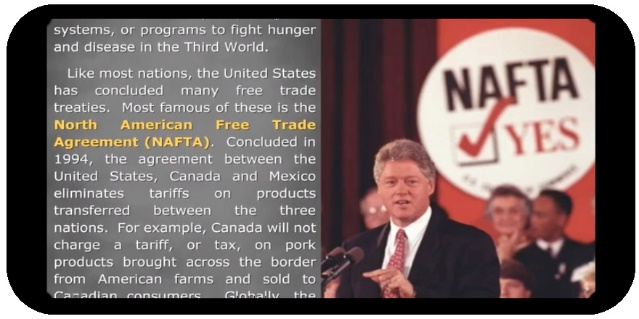 systems, or programs to fight hunger
and disease in the Third World.
Like most nations, the United States
has concluded many free trade
treaties. Most famous of these is the
North American Free Trade
Agreement (NAFTA). Concluded in
1994, the agreement between the
United States, Canada and Mexico
eliminates tariffs on products
transferred between the three
nations. For example, Canada will not
charge a tariff, or tax, on pork
products brought across the border
from American farms and sold to
Canadian consumers. Globally, the
NAFTA
YES